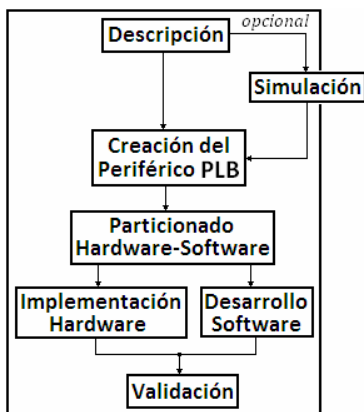 Descripción
opcional
Simulación
Creación del
Periférico PLB
Particionado
Hardware-Software
Implementación
Hardware
Desarrollo
Software
Validación